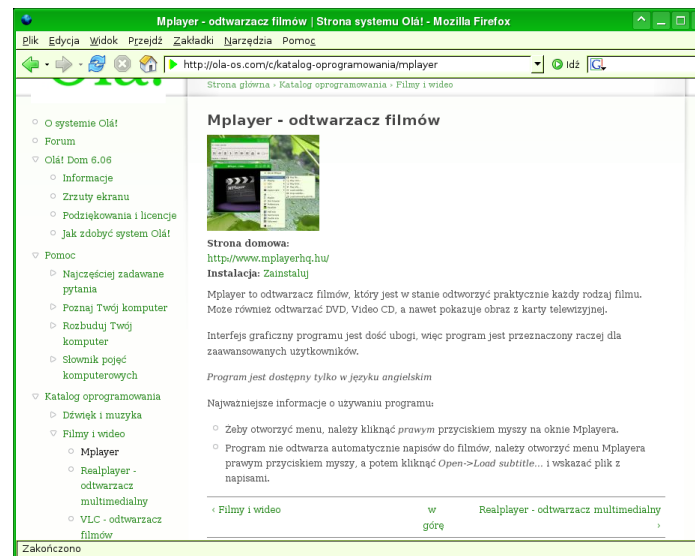 Mplayer - odtwarzacz filmów | Strona systemu Olá! - Mozilla Firefox
Plik Edycja Widok Przejdź Zakładki Narzędzia Pomoc
http://ola-os.com/c/katalog-oprogramowania/mplayer
Idź
Olá!
Strona główna › Katalog oprogramowania › Filmy i wideo
O systemie Olá!
Forum
Olá! Dom 6.06
Informacje
Zrzuty ekranu
Podziękowania i licencje
Jak zdobyć system Olá!
Pomoc
Najczęściej zadawane
pytania
Poznaj Twój komputer
Rozbuduj Twój
komputer
Słownik pojęć
komputerowych
Katalog oprogramowania
Dźwięk i muzyka
Filmy i wideo
Mplayer
Realplayer -
odtwarzacz
multimedialny
VLC - odtwarzacz
filmów
Mplayer - odtwarzacz filmów
MPlayer
Strona domowa:
http://www.mplayerhq.hu/
Instalacja: Zainstaluj
Mplayer to odtwarzacz filmów, który jest w stanie odtworzyć praktycznie każdy rodzaj filmu.
Może również odtwarzać DVD, Video CD, a nawet pokazuje obraz z karty telewizyjnej.
Interfejs graficzny programu jest dość ubogi, więc program jest przeznaczony raczej dla
zaawansowanych użytkowników.
Program jest dostępny tylko w języku angielskim
Najważniejsze informacje o używaniu programu:
Żeby otworzyć menu, należy kliknąć prawym przyciskiem myszy na oknie Mplayera.
Program nie odtwarza automatycznie napisów do filmów, należy otworzyć menu Mplayera
prawym przyciskiem myszy, a potem kliknąć Open->Load subtitle... i wskazać plik z
napisami.
‹ Filmy i wideo
w
górę
Realplayer - odtwarzacz multimedialny
›
Zakończono